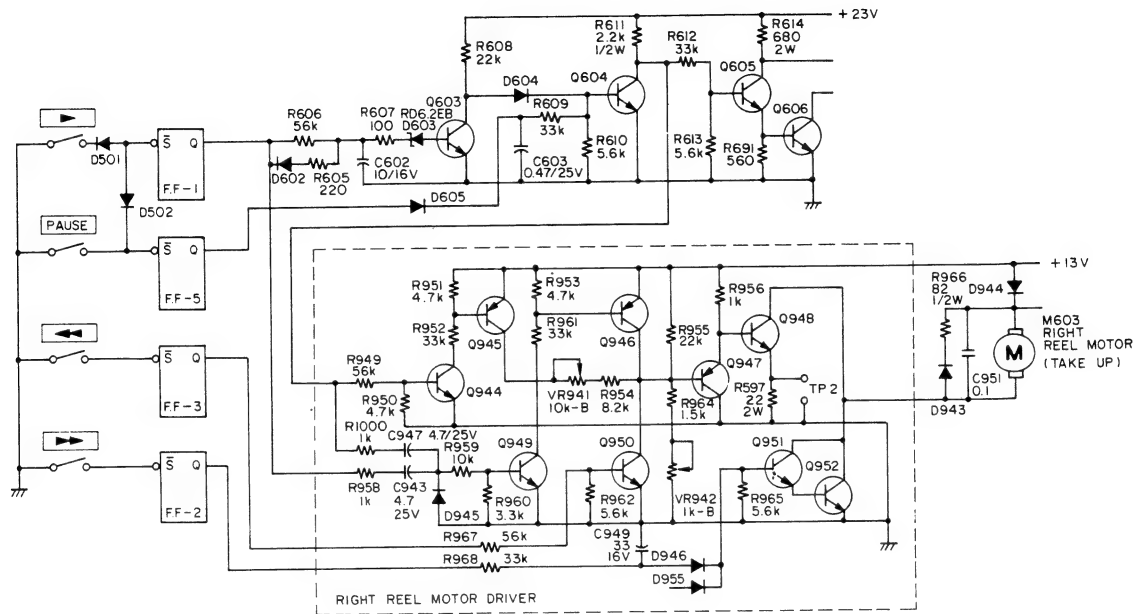 +23V
R611
2.2k
1/2W
R612
33k
R614
680
2W
R608
22k
D604
Q604
Q605
Q603
R609
33k
Q606
R606
56k
R607
100
RD6.2EB
D603
R610
5.6k
R613
5.6k
R691
560
D501
S̅ Q
F.F-1
D602
R605
220
C602
10/16V
C603
0.47/25V
D605
D502
PAUSE
S̅ Q
F.F-5
+13V
R951
4.7k
R953
4.7k
R956
1k
R966
82
1/2W
D944
R952
33k
Q945
R961
33k
Q946
R955
22k
Q948
Q947
M603
RIGHT
REEL MOTOR
(TAKE UP)
M
S̅ Q
F.F-3
R949
56k
Q944
VR941
10k-B
R954
8.2k
R964
1.5k
R597
22
2W
TP2
C951
0.1
D943
R950
4.7k
R1000
1k
C947
4.7/25V
R959
10k
Q949
Q950
Q951
Q952
S̅ Q
F.F-2
R958
1k
C943
4.7
25V
D945
R960
3.3k
R962
5.6k
VR942
1k-B
R965
5.6k
R967
56k
R968
33k
C949
33
16V
D946
D955
RIGHT REEL MOTOR DRIVER